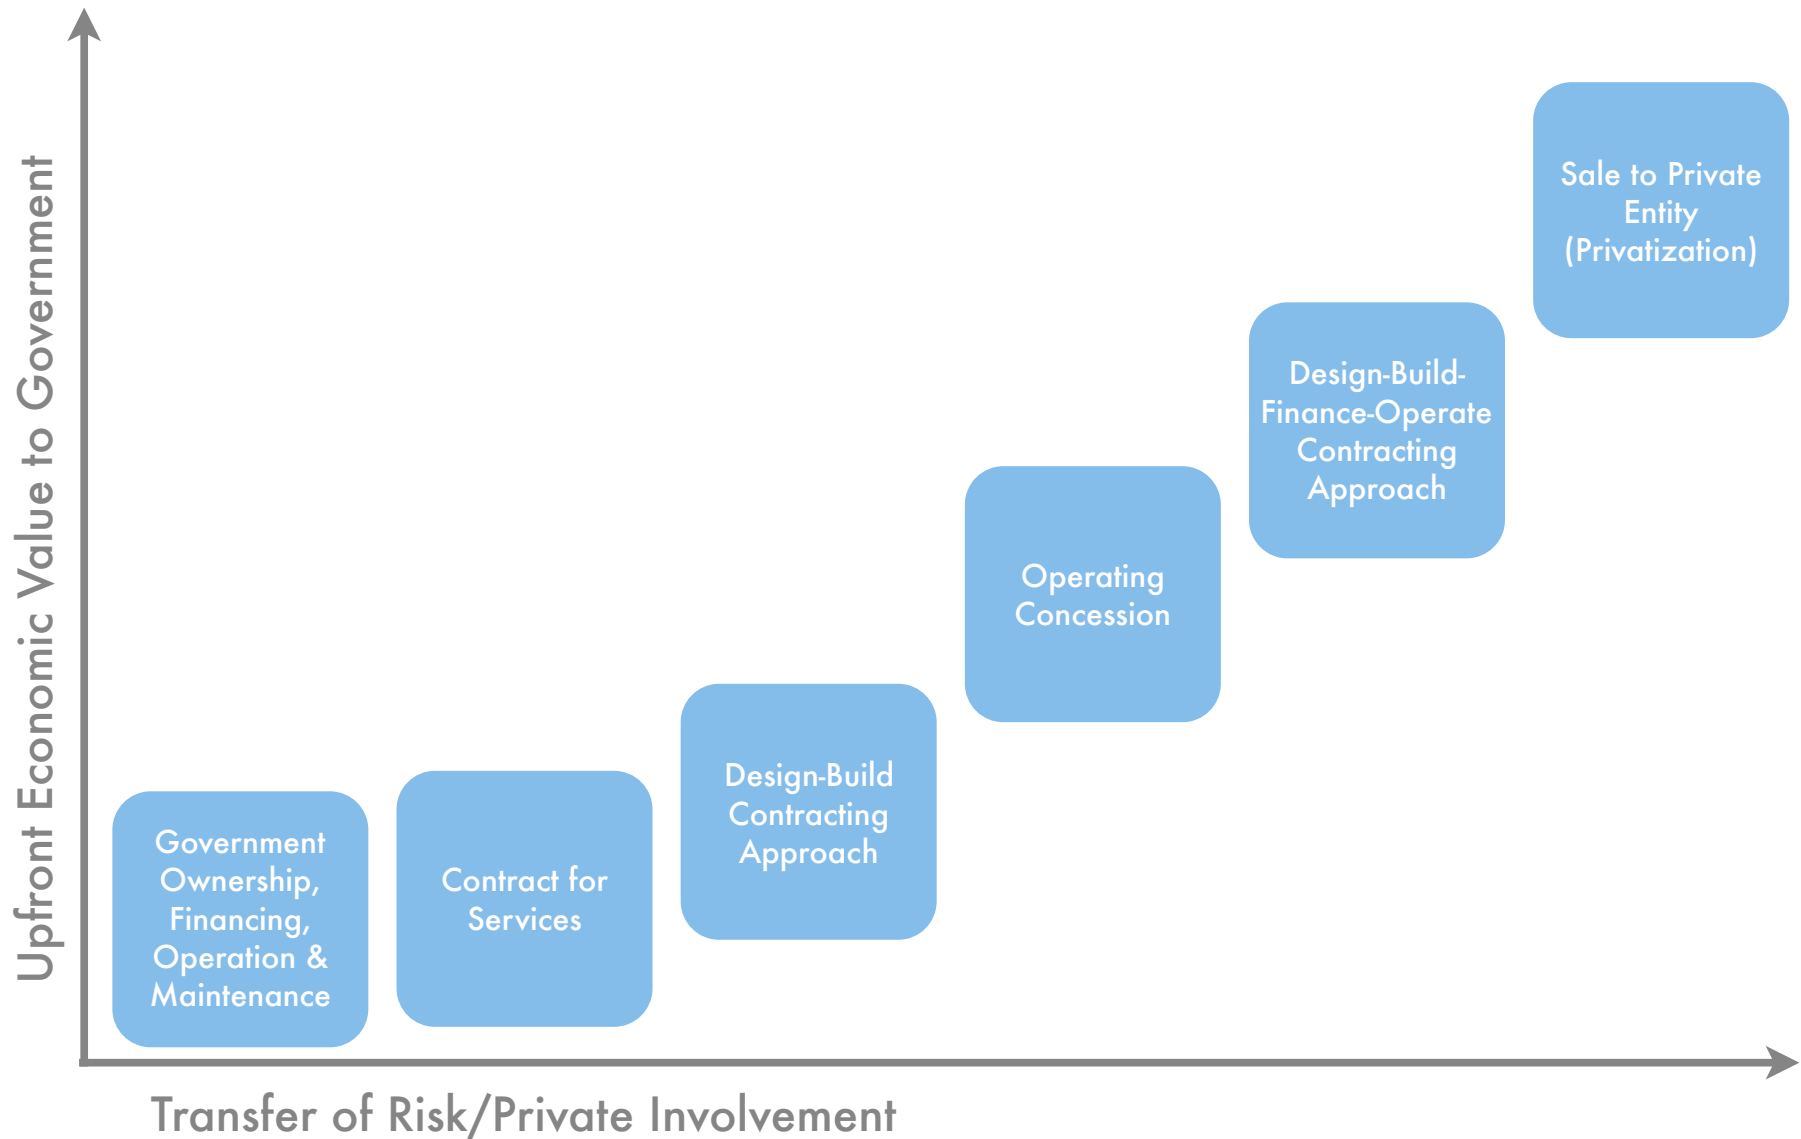 Upfront Economic Value to Government
Sale to Private
Entity
(Privatization)
Design-Build-
Finance-Operate
Contracting
Approach
Operating
Concession
Design-Build
Contracting
Approach
Contract for
Services
Government
Ownership,
Financing,
Operation &
Maintenance
Transfer of Risk/Private Involvement